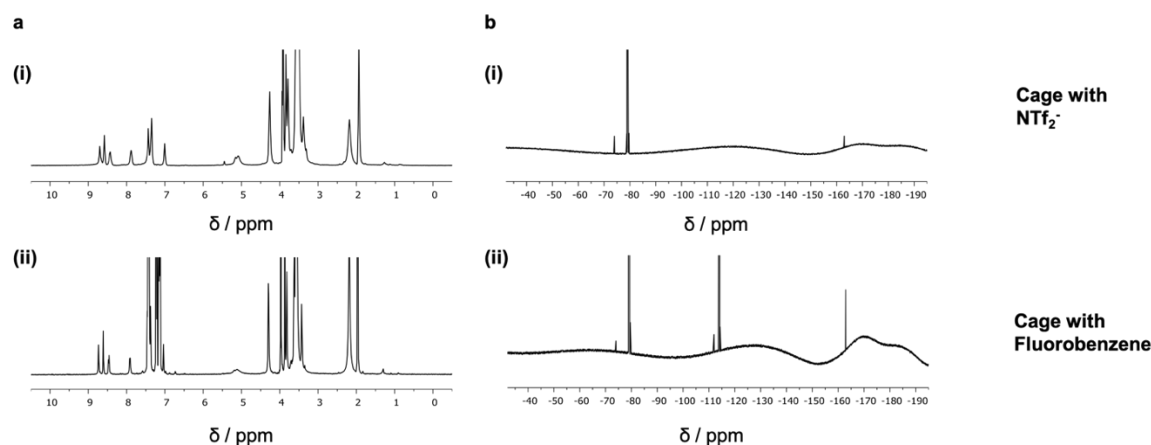 a
b
(i)
(i)
Cage with
NTf₂⁻
10 9 8 7 6 5 4 3 2 1 0
-40 -50 -60 -70 -80 -90 -100 -110 -120 -130 -140 -150 -160 -170 -180 -190
δ / ppm
δ / ppm
(ii)
(ii)
Cage with
Fluorobenzene
10 9 8 7 6 5 4 3 2 1 0
-40 -50 -60 -70 -80 -90 -100 -110 -120 -130 -140 -150 -160 -170 -180 -190
δ / ppm
δ / ppm